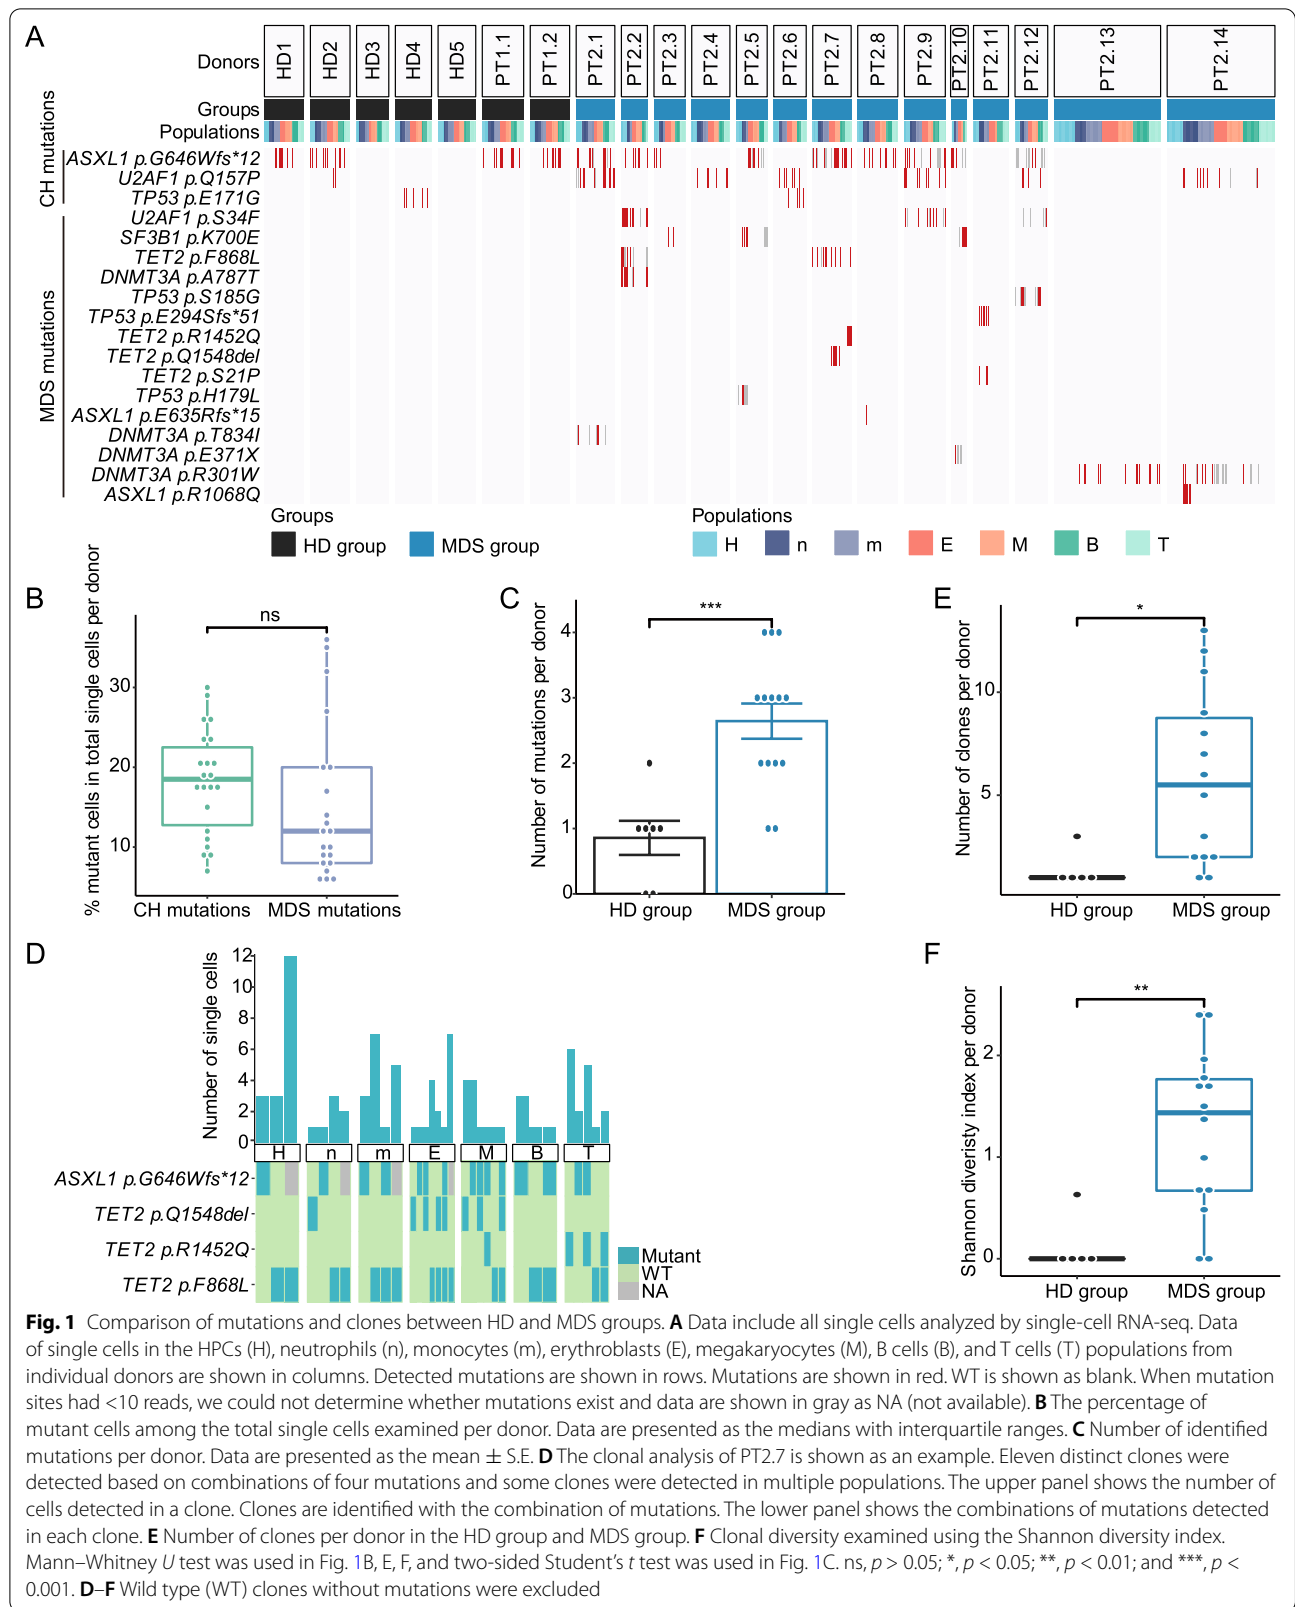 A
Donors
HD1
HD2
HD3
HD4
HD5
PT1.1
PT1.2
PT2.1
PT2.2
PT2.3
PT2.4
PT2.5
PT2.6
PT2.7
PT2.8
PT2.9
PT2.10
PT2.11
PT2.12
PT2.13
PT2.14
Groups
Populations
CH mutations
ASXL1 p.G646Wfs*12
U2AF1 p.Q157P
TP53 p.E171G
MDS mutations
U2AF1 p.S34F
SF3B1 p.K700E
TET2 p.F868L
DNMT3A p.A787T
TP53 p.S185G
TP53 p.E294Sfs*51
TET2 p.R1452Q
TET2 p.Q1548del
TET2 p.S21P
TP53 p.H179L
ASXL1 p.E635Rfs*15
DNMT3A p.T834I
DNMT3A p.E371X
DNMT3A p.R301W
ASXL1 p.R1068Q
Groups
HD group
MDS group
Populations
H
n
m
E
M
B
T
B
% mutant cells in total single cells per donor
30
20
10
ns
CH mutations
MDS mutations
C
Number of mutations per donor
4
3
2
1
0
***
HD group
MDS group
E
Number of clones per donor
10
5
*
HD group
MDS group
D
Number of single cells
12
10
8
6
4
2
0
H
n
m
E
M
B
T
ASXL1 p.G646Wfs*12
TET2 p.Q1548del
TET2 p.R1452Q
TET2 p.F868L
Mutant
WT
NA
F
Shannon diveristy index per donor
2
1
0
**
HD group
MDS group
Fig. 1 Comparison of mutations and clones between HD and MDS groups. A Data include all single cells analyzed by single-cell RNA-seq. Data
of single cells in the HPCs (H), neutrophils (n), monocytes (m), erythroblasts (E), megakaryocytes (M), B cells (B), and T cells (T) populations from
individual donors are shown in columns. Detected mutations are shown in rows. Mutations are shown in red. WT is shown as blank. When mutation
sites had <10 reads, we could not determine whether mutations exist and data are shown in gray as NA (not available). B The percentage of
mutant cells among the total single cells examined per donor. Data are presented as the medians with interquartile ranges. C Number of identified
mutations per donor. Data are presented as the mean ± S.E. D The clonal analysis of PT2.7 is shown as an example. Eleven distinct clones were
detected based on combinations of four mutations and some clones were detected in multiple populations. The upper panel shows the number of
cells detected in a clone. Clones are identified with the combination of mutations. The lower panel shows the combinations of mutations detected
in each clone. E Number of clones per donor in the HD group and MDS group. F Clonal diversity examined using the Shannon diversity index.
Mann–Whitney U test was used in Fig. 1B, E, F, and two-sided Student's t test was used in Fig. 1C. ns, p > 0.05; *, p < 0.05; **, p < 0.01; and ***, p <
0.001. D–F Wild type (WT) clones without mutations were excluded